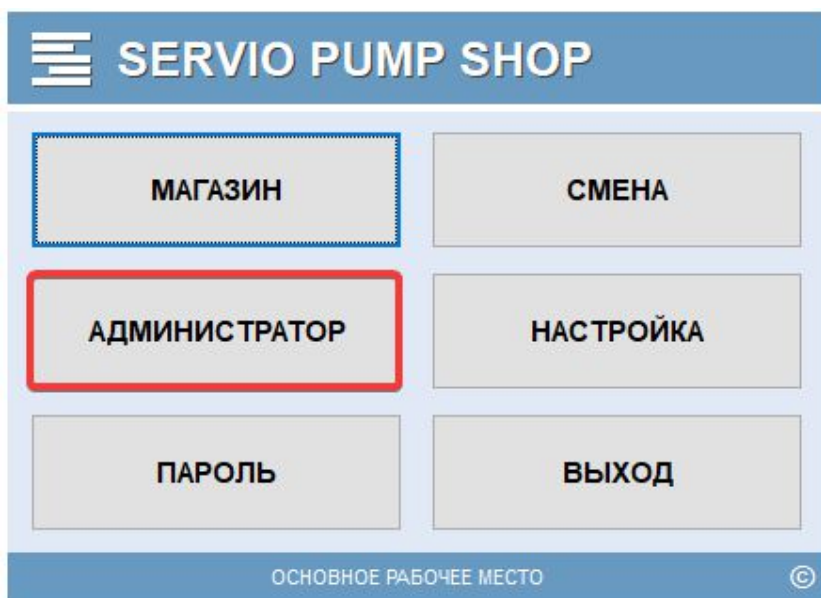 SERVIO PUMP SHOP
МАГАЗИН
СМЕНА
АДМИНИСТРАТОР
НАСТРОЙКА
ПАРОЛЬ
ВЫХОД
ОСНОВНОЕ РАБОЧЕЕ МЕСТО
©